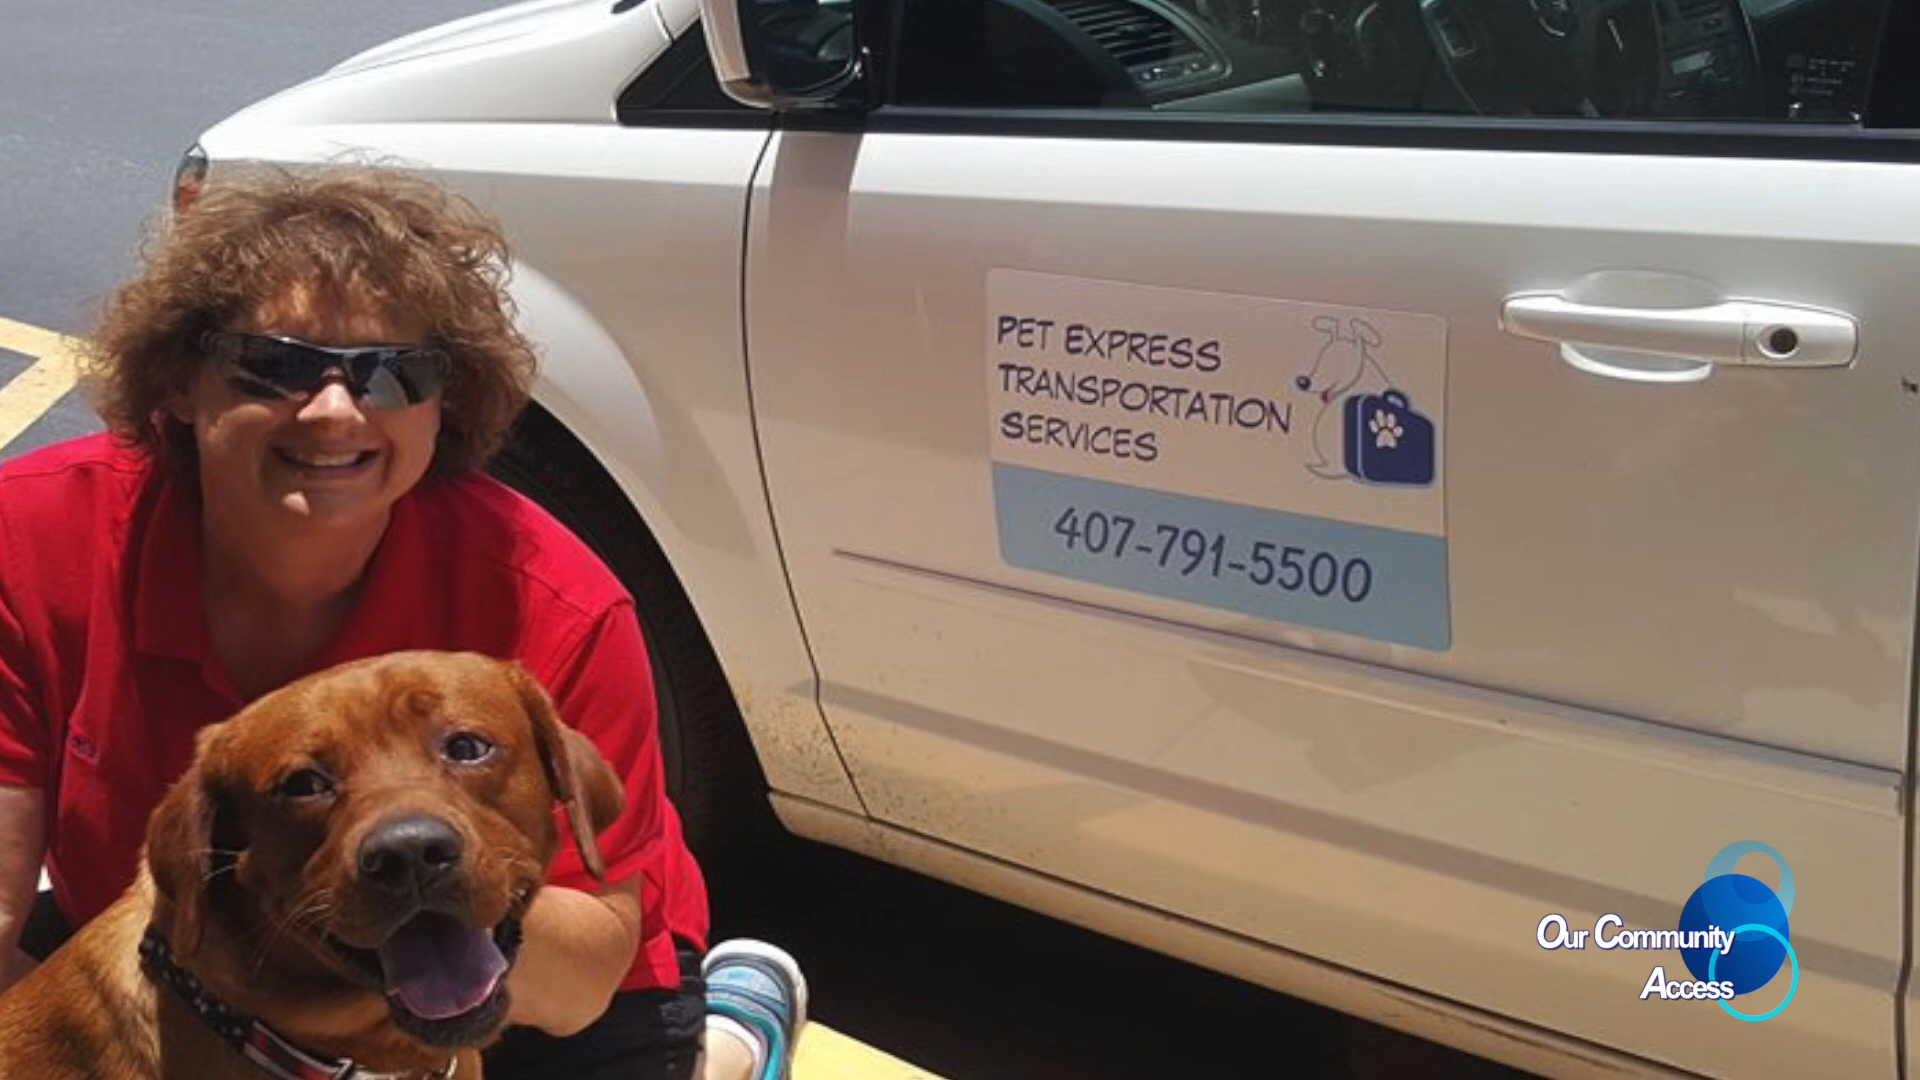 PET EXPRESS
TRANSPORTATION
SERVICES
407-791-5500
Our Community
Access